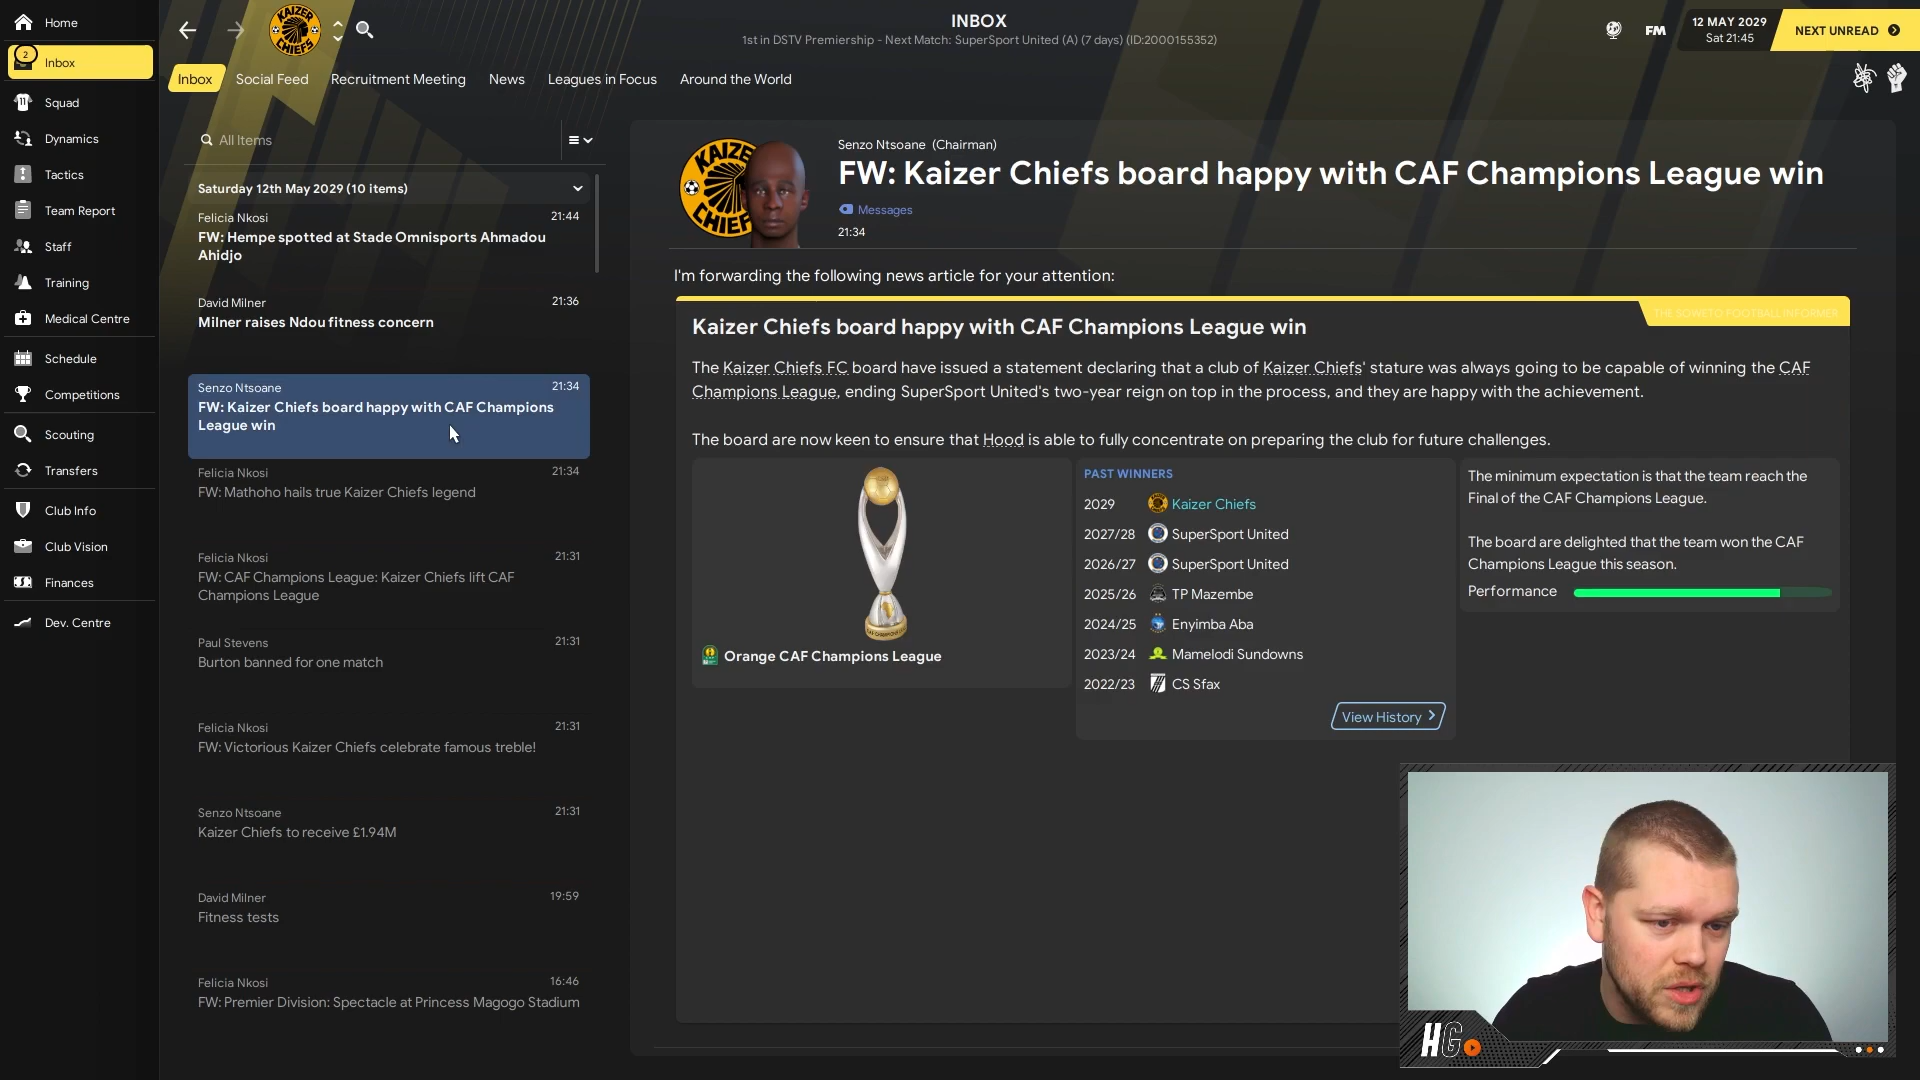 Home
2
Inbox
Squad
Dynamics
Tactics
Team Report
Staff
Training
Medical Centre
Schedule
Competitions
Scouting
Transfers
Club Info
Club Vision
Finances
Dev. Centre
KAIZER
CHIEFS
INBOX
1st in DSTV Premiership - Next Match: SuperSport United (A) (7 days) (ID:2000155352)
FM
12 MAY 2029
Sat 21:45
NEXT UNREAD
Inbox
Social Feed
Recruitment Meeting
News
Leagues in Focus
Around the World
All Items
Saturday 12th May 2029 (10 items)
Felicia Nkosi 21:44
FW: Hempe spotted at Stade Omnisports Ahmadou
Ahidjo
David Milner 21:36
Milner raises Ndou fitness concern
Senzo Ntsoane 21:34
FW: Kaizer Chiefs board happy with CAF Champions
League win
Felicia Nkosi 21:34
FW: Mathoho hails true Kaizer Chiefs legend
Felicia Nkosi 21:31
FW: CAF Champions League: Kaizer Chiefs lift CAF
Champions League
Paul Stevens 21:31
Burton banned for one match
Felicia Nkosi 21:31
FW: Victorious Kaizer Chiefs celebrate famous treble!
Senzo Ntsoane 21:31
Kaizer Chiefs to receive £1.94M
David Milner 19:59
Fitness tests
Felicia Nkosi 16:46
FW: Premier Division: Spectacle at Princess Magogo Stadium
Senzo Ntsoane (Chairman)
FW: Kaizer Chiefs board happy with CAF Champions League win
Messages
21:34
I'm forwarding the following news article for your attention:
THE SOWETO FOOTBALL INFORMER
Kaizer Chiefs board happy with CAF Champions League win
The Kaizer Chiefs FC board have issued a statement declaring that a club of Kaizer Chiefs' stature was always going to be capable of winning the CAF
Champions League, ending SuperSport United's two-year reign on top in the process, and they are happy with the achievement.
The board are now keen to ensure that Hood is able to fully concentrate on preparing the club for future challenges.
Orange CAF Champions League
PAST WINNERS
2029 Kaizer Chiefs
2027/28 SuperSport United
2026/27 SuperSport United
2025/26 TP Mazembe
2024/25 Enyimba Aba
2023/24 Mamelodi Sundowns
2022/23 CS Sfax
View History
The minimum expectation is that the team reach the
Final of the CAF Champions League.
The board are delighted that the team won the CAF
Champions League this season.
Performance
HG